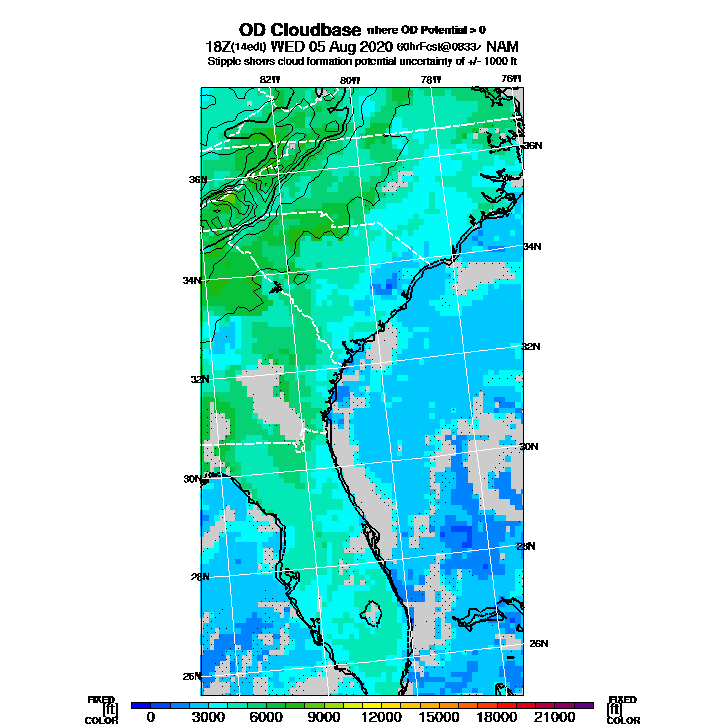 OD Cloudbase where OD Potential > 0
18Z(14edt) WED 05 Aug 2020 60hrFcst@0833z NAM
Stipple shows cloud formation potential uncertainty of +/- 1000 ft
82W 80W 78W 76W
36N
36N
34N
34N
32N
32N
30N
30N
28N
28N
26N
26N
FIXED FIXED
[ft] [ft]
COLOR COLOR
0 3000 6000 9000 12000 15000 18000 21000